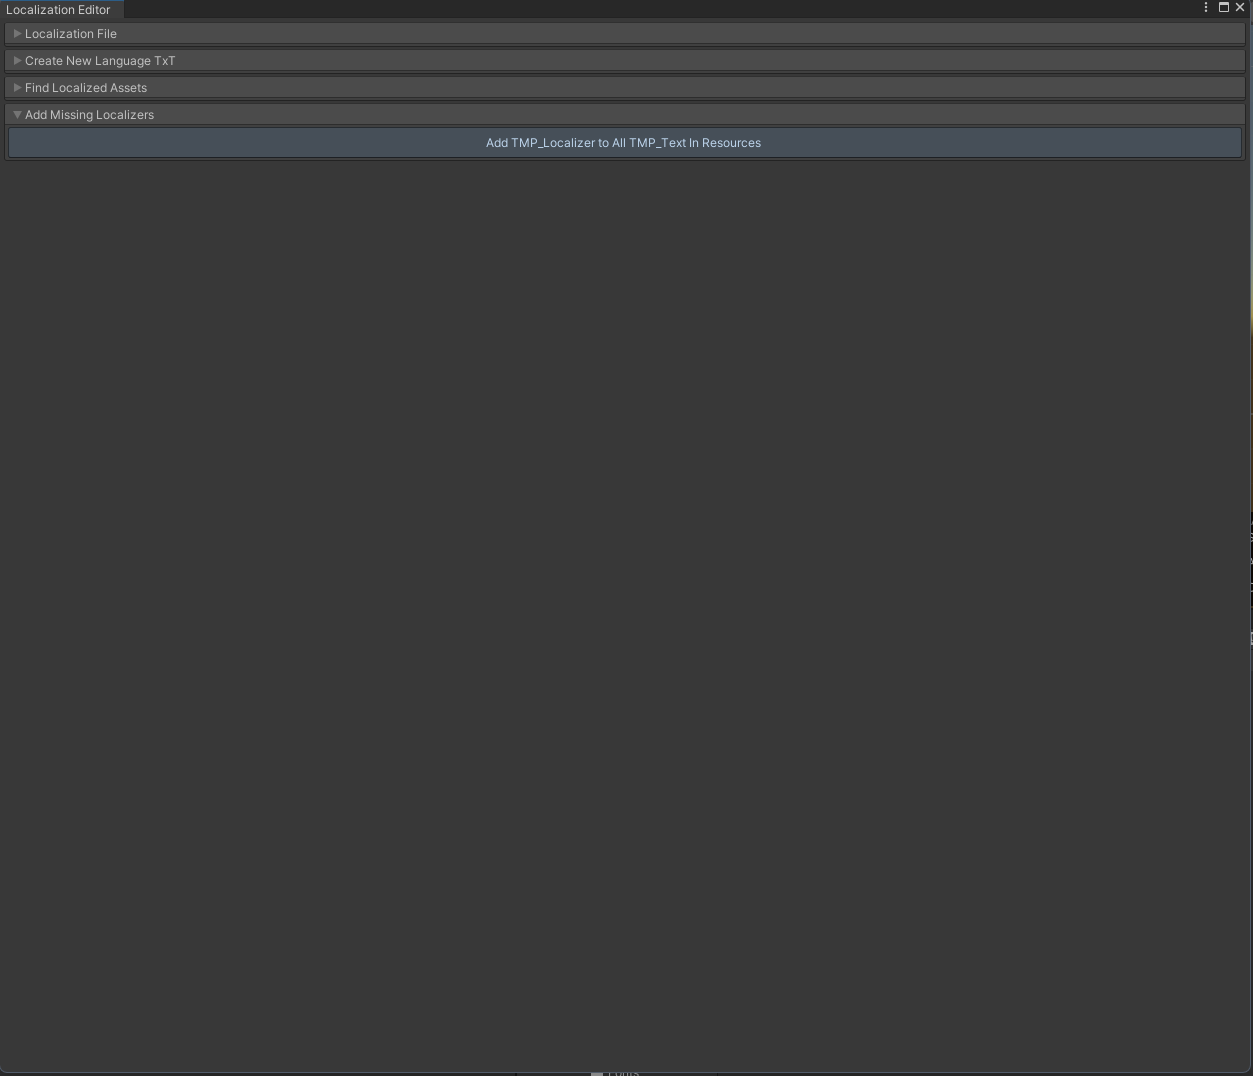 Localization Editor
Localization File
Create New Language TxT
Find Localized Assets
Add Missing Localizers
Add TMP_Localizer to All TMP_Text In Resources